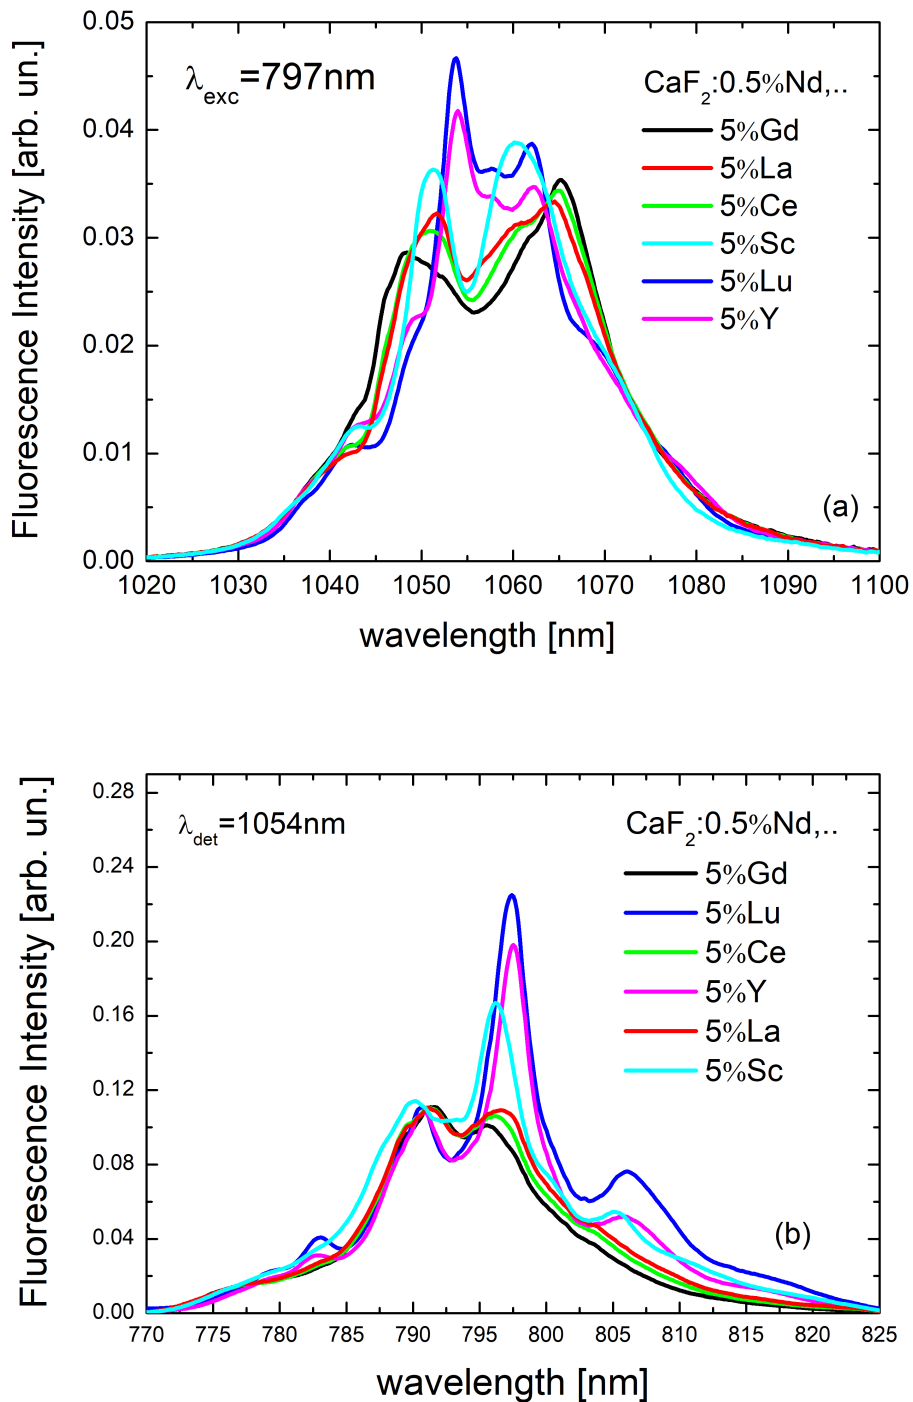 Fluorescence Intensity [arb. un.]
0.05
0.04
0.03
0.02
0.01
0.00
λexc=797nm
CaF2:0.5%Nd,..
5%Gd
5%La
5%Ce
5%Sc
5%Lu
5%Y
(a)
1020 1030 1040 1050 1060 1070 1080 1090 1100
wavelength [nm]
Fluorescence Intensity [arb. un.]
0.28
0.24
0.20
0.16
0.12
0.08
0.04
0.00
λdet=1054nm
CaF2:0.5%Nd,..
5%Gd
5%Lu
5%Ce
5%Y
5%La
5%Sc
(b)
770 775 780 785 790 795 800 805 810 815 820 825
wavelength [nm]